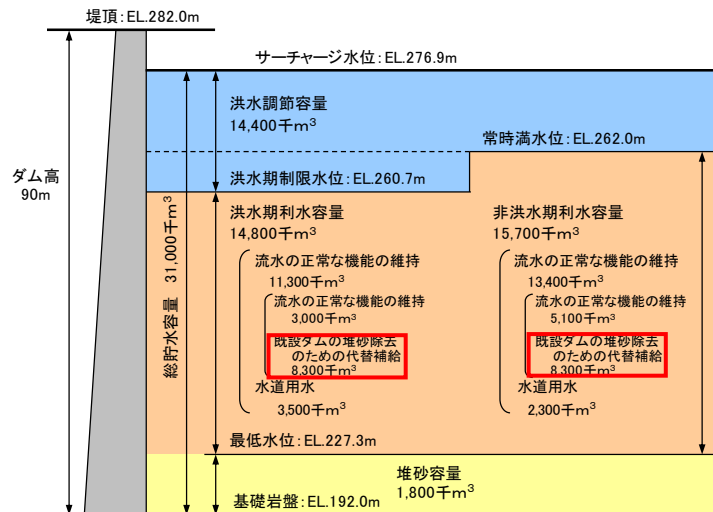 堤頂：EL.282.0m
サーチャージ水位：EL.276.9m
洪水調節容量
14,400千m³
常時満水位：EL.262.0m
ダム高
90m
洪水期制限水位：EL.260.7m
総貯水容量 31,000千m³
洪水期利水容量
14,800千m³
流水の正常な機能の維持
11,300千m³
流水の正常な機能の維持
3,000千m³
既設ダムの堆砂除去
のための代替補給
8,300千m³
水道用水
3,500千m³
非洪水期利水容量
15,700千m³
流水の正常な機能の維持
13,400千m³
流水の正常な機能の維持
5,100千m³
既設ダムの堆砂除去
のための代替補給
8,300千m³
水道用水
2,300千m³
最低水位：EL.227.3m
堆砂容量
1,800千m³
基礎岩盤：EL.192.0m